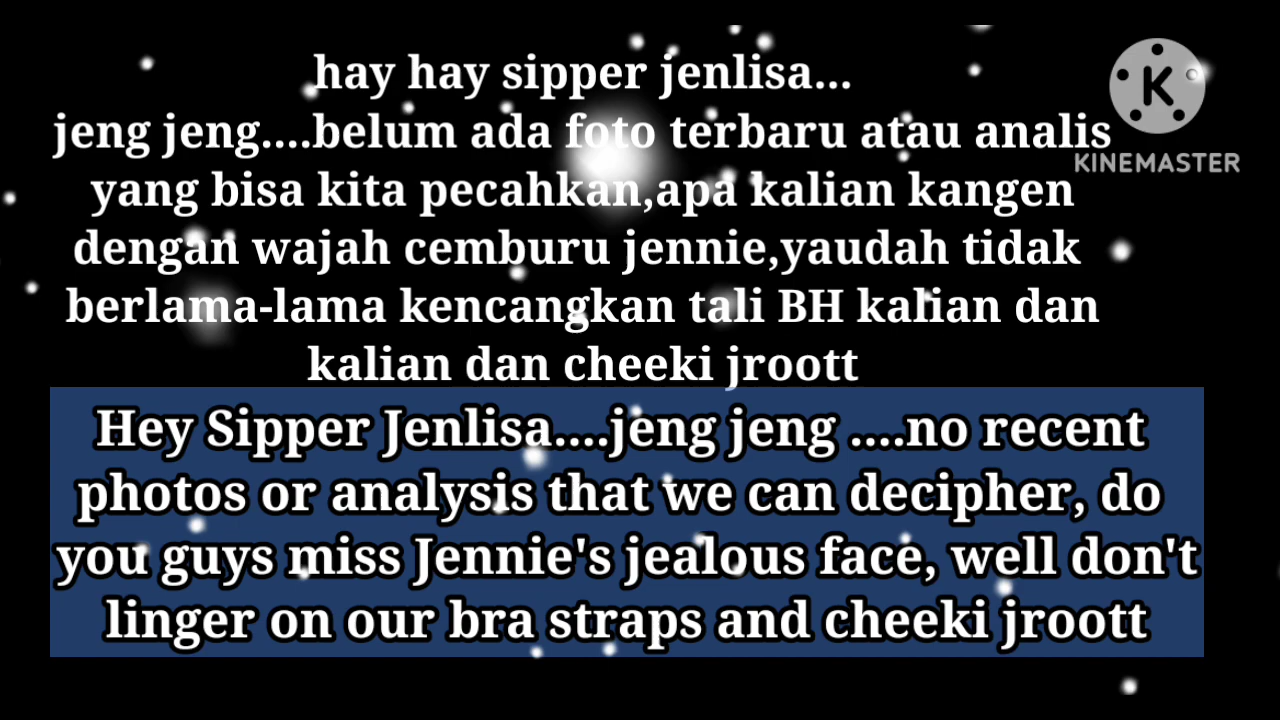 hay hay sipper jenlisa...
jeng jeng....belum ada foto terbaru atau analis
yang bisa kita pecahkan,apa kalian kangen
dengan wajah cemburu jennie,yaudah tidak
berlama-lama kencangkan tali BH kalian dan
kalian dan cheeki jroott
K
KINEMASTER
Hey Sipper Jenlisa....jeng jeng ....no recent
photos or analysis that we can decipher, do
you guys miss Jennie's jealous face, well don't
linger on our bra straps and cheeki jroott